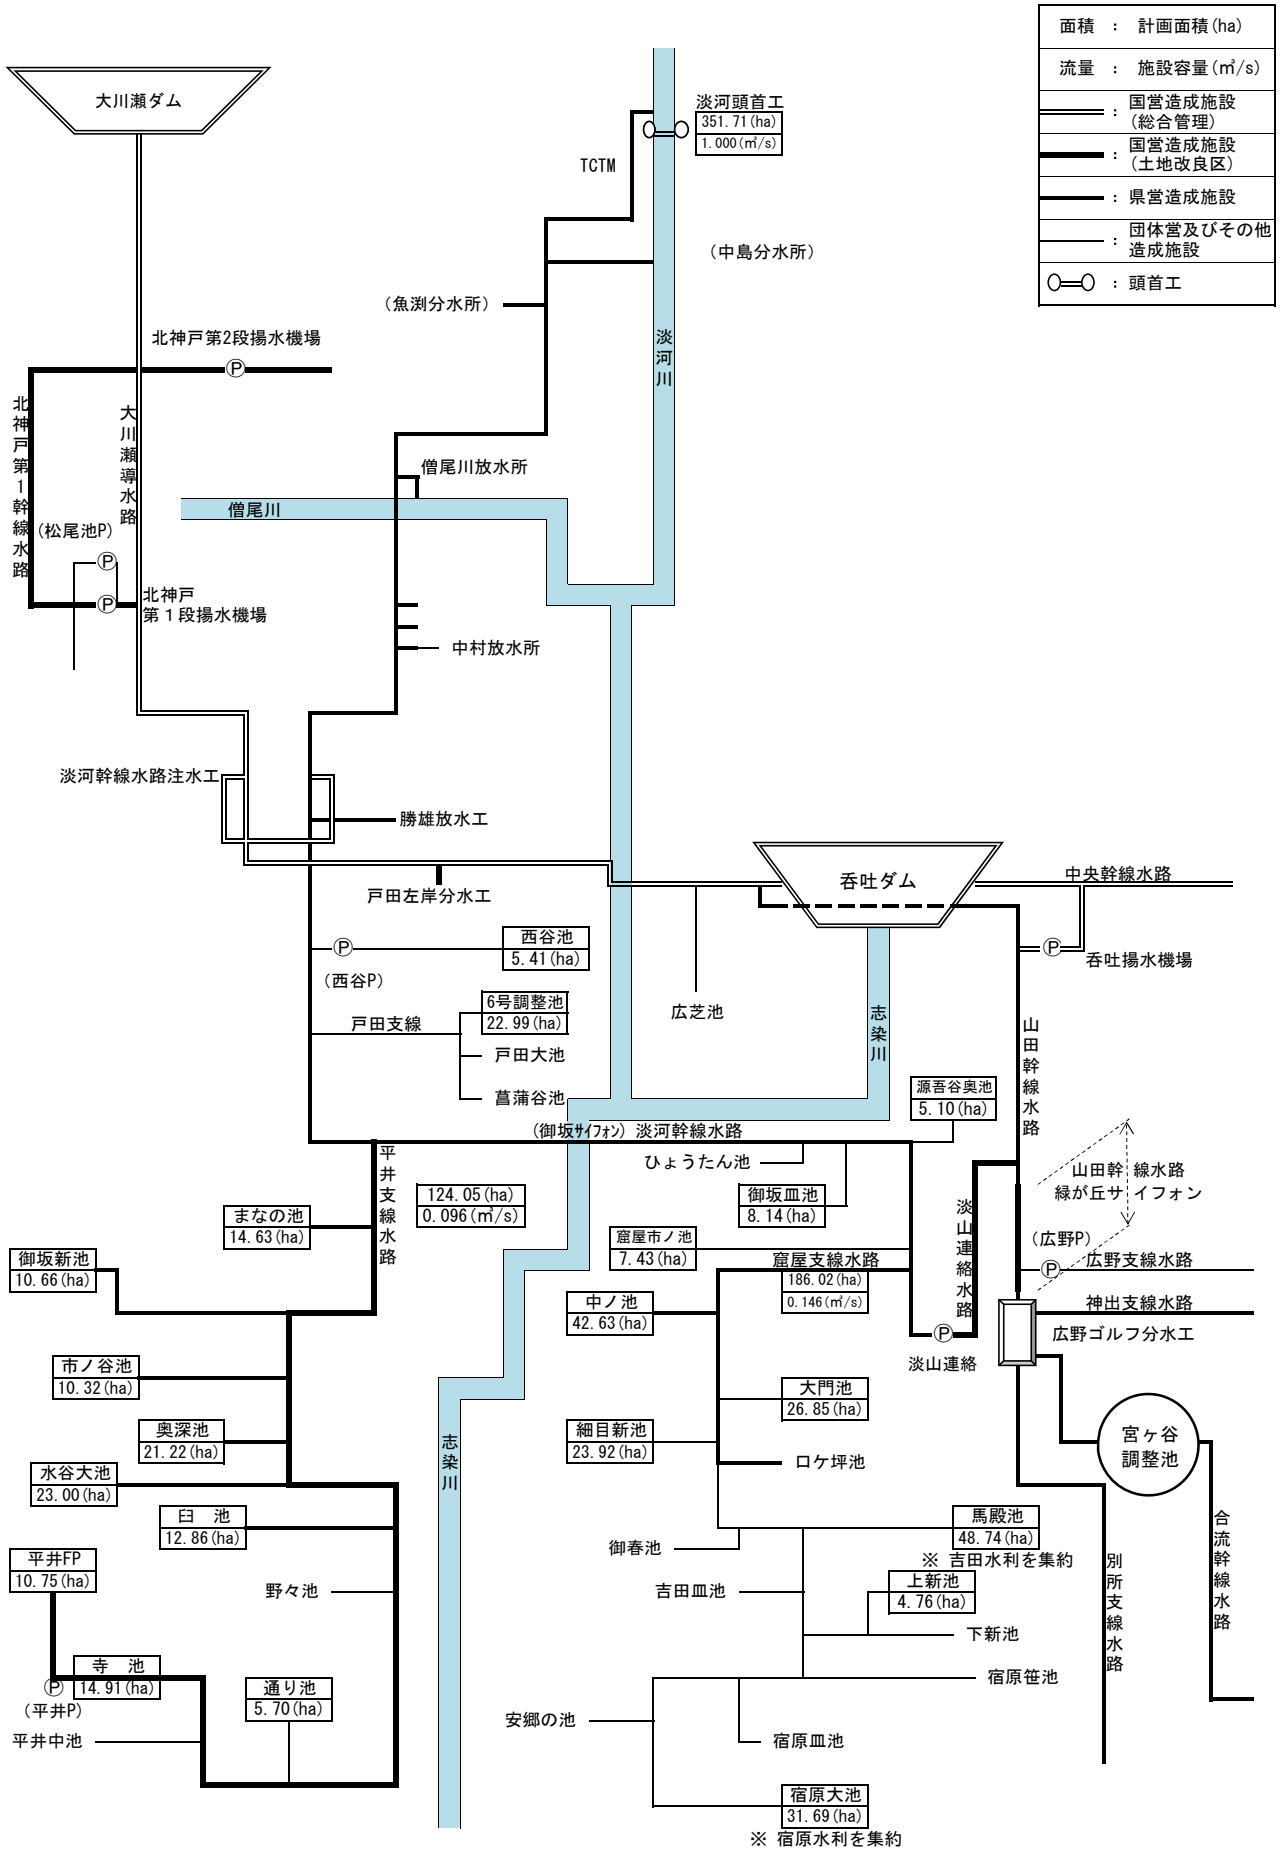 面積 ： 計画面積(ha)
流量 ： 施設容量(㎥/s)
： 国営造成施設
(総合管理)
： 国営造成施設
(土地改良区)
： 県営造成施設
： 団体営及びその他
造成施設
： 頭首工
大川瀬ダム
淡河頭首工
351.71(ha)
1.000(㎥/s)
TCTM
(中島分水所)
(魚渕分水所)
淡河川
北神戸第2段揚水機場
北神戸第1幹線水路
大川瀬導水路
僧尾川放水所
僧尾川
(松尾池P)
P
P
P
北神戸
第１段揚水機場
中村放水所
淡河幹線水路注水工
勝雄放水工
戸田左岸分水工
呑吐ダム
中央幹線水路
P
呑吐揚水機場
西谷池
5.41(ha)
P
(西谷P)
6号調整池
22.99(ha)
戸田支線
戸田大池
菖蒲谷池
広芝池
志染川
山田幹線水路
源吾谷奥池
5.10(ha)
(御坂ｻｲﾌｫﾝ) 淡河幹線水路
ひょうたん池
平井支線水路
124.05(ha)
0.096(㎥/s)
御坂皿池
8.14(ha)
山田幹線水路
緑が丘サイフォン
まなの池
14.63(ha)
窟屋市ノ池
7.43(ha)
淡山連絡水路
(広野P)
P
広野支線水路
御坂新池
10.66(ha)
窟屋支線水路
186.02(ha)
0.146(㎥/s)
中ノ池
42.63(ha)
神出支線水路
広野ゴルフ分水工
P
淡山連絡
市ノ谷池
10.32(ha)
大門池
26.85(ha)
奥深池
21.22(ha)
細目新池
23.92(ha)
宮ヶ谷
調整池
志染川
ロケ坪池
水谷大池
23.00(ha)
臼　池
12.86(ha)
馬殿池
48.74(ha)
※ 吉田水利を集約
御春池
合流幹線水路
別所支線水路
平井FP
10.75(ha)
野々池
吉田皿池
上新池
4.76(ha)
下新池
寺　池
14.91(ha)
P
(平井P)
通り池
5.70(ha)
宿原笹池
安郷の池
平井中池
宿原皿池
宿原大池
31.69(ha)
※ 宿原水利を集約